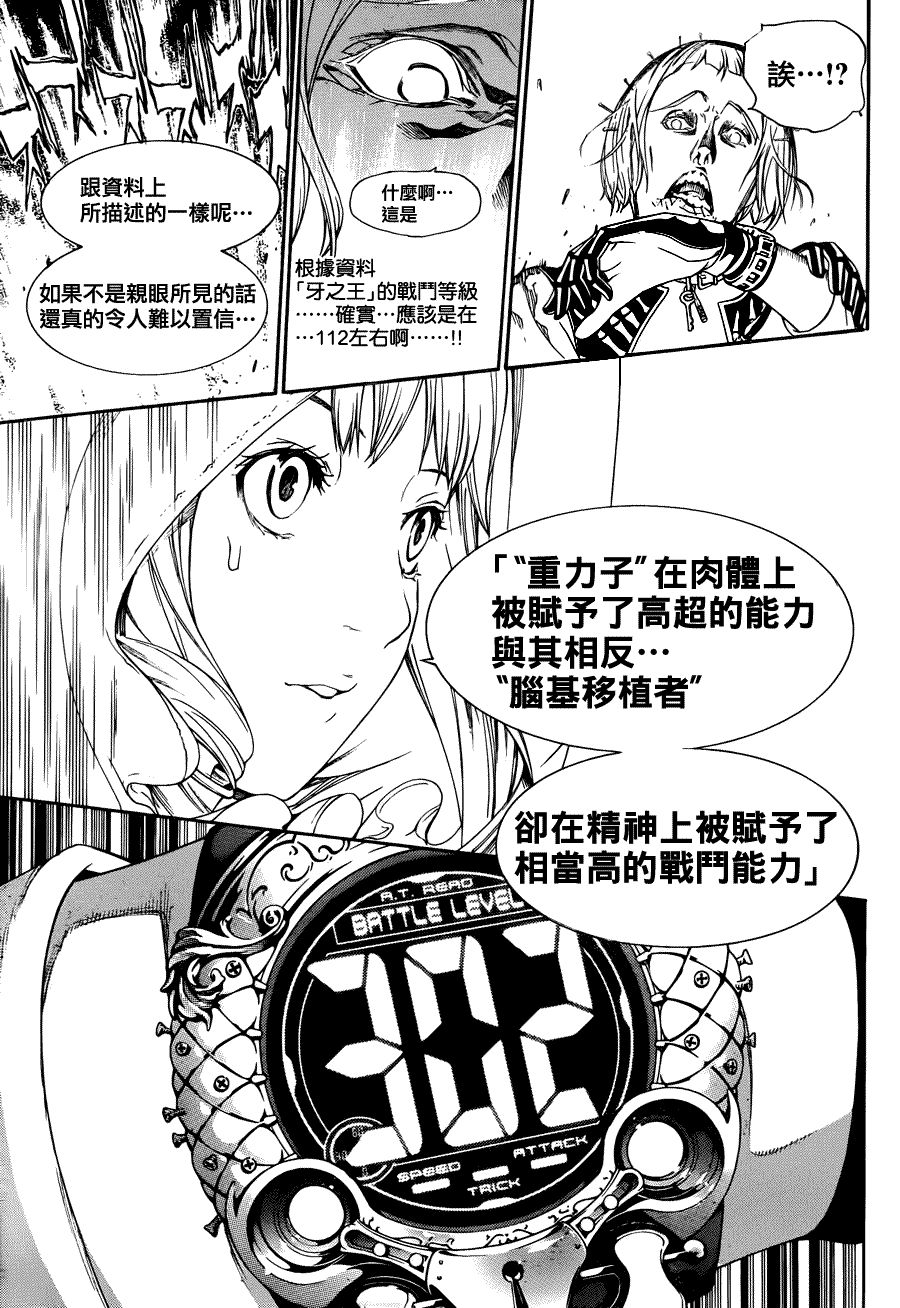 誒…!?
什麼啊…
這是
根據資料
「牙之王」的戰鬥等級
……確實…應該是在
…112左右啊……!!
跟資料上
所描述的一樣呢…
如果不是親眼所見的話
還真的令人難以置信…
「“重力子”在肉體上
被賦予了高超的能力
與其相反…
“腦基移植者”
卻在精神上被賦予了
相當高的戰鬥能力」
A.T. READ
BATTLE LEVEL
SPEED
TRICK
ATTACK